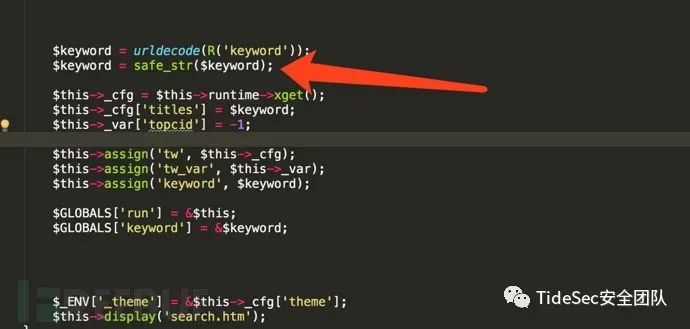 $keyword = urldecode(R('keyword'));
$keyword = safe_str($keyword);
$this->_cfg = $this->runtime->xget();
$this->_cfg['titles'] = $keyword;
$this->_var['topcid'] = -1;
$this->assign('tw', $this->_cfg);
$this->assign('tw_var', $this->_var);
$this->assign('keyword', $keyword);
$GLOBALS['run'] = &$this;
$GLOBALS['keyword'] = &$keyword;
$_ENV['_theme'] = &$this->_cfg['theme'];
$this->display('search.htm');
TideSec安全团队